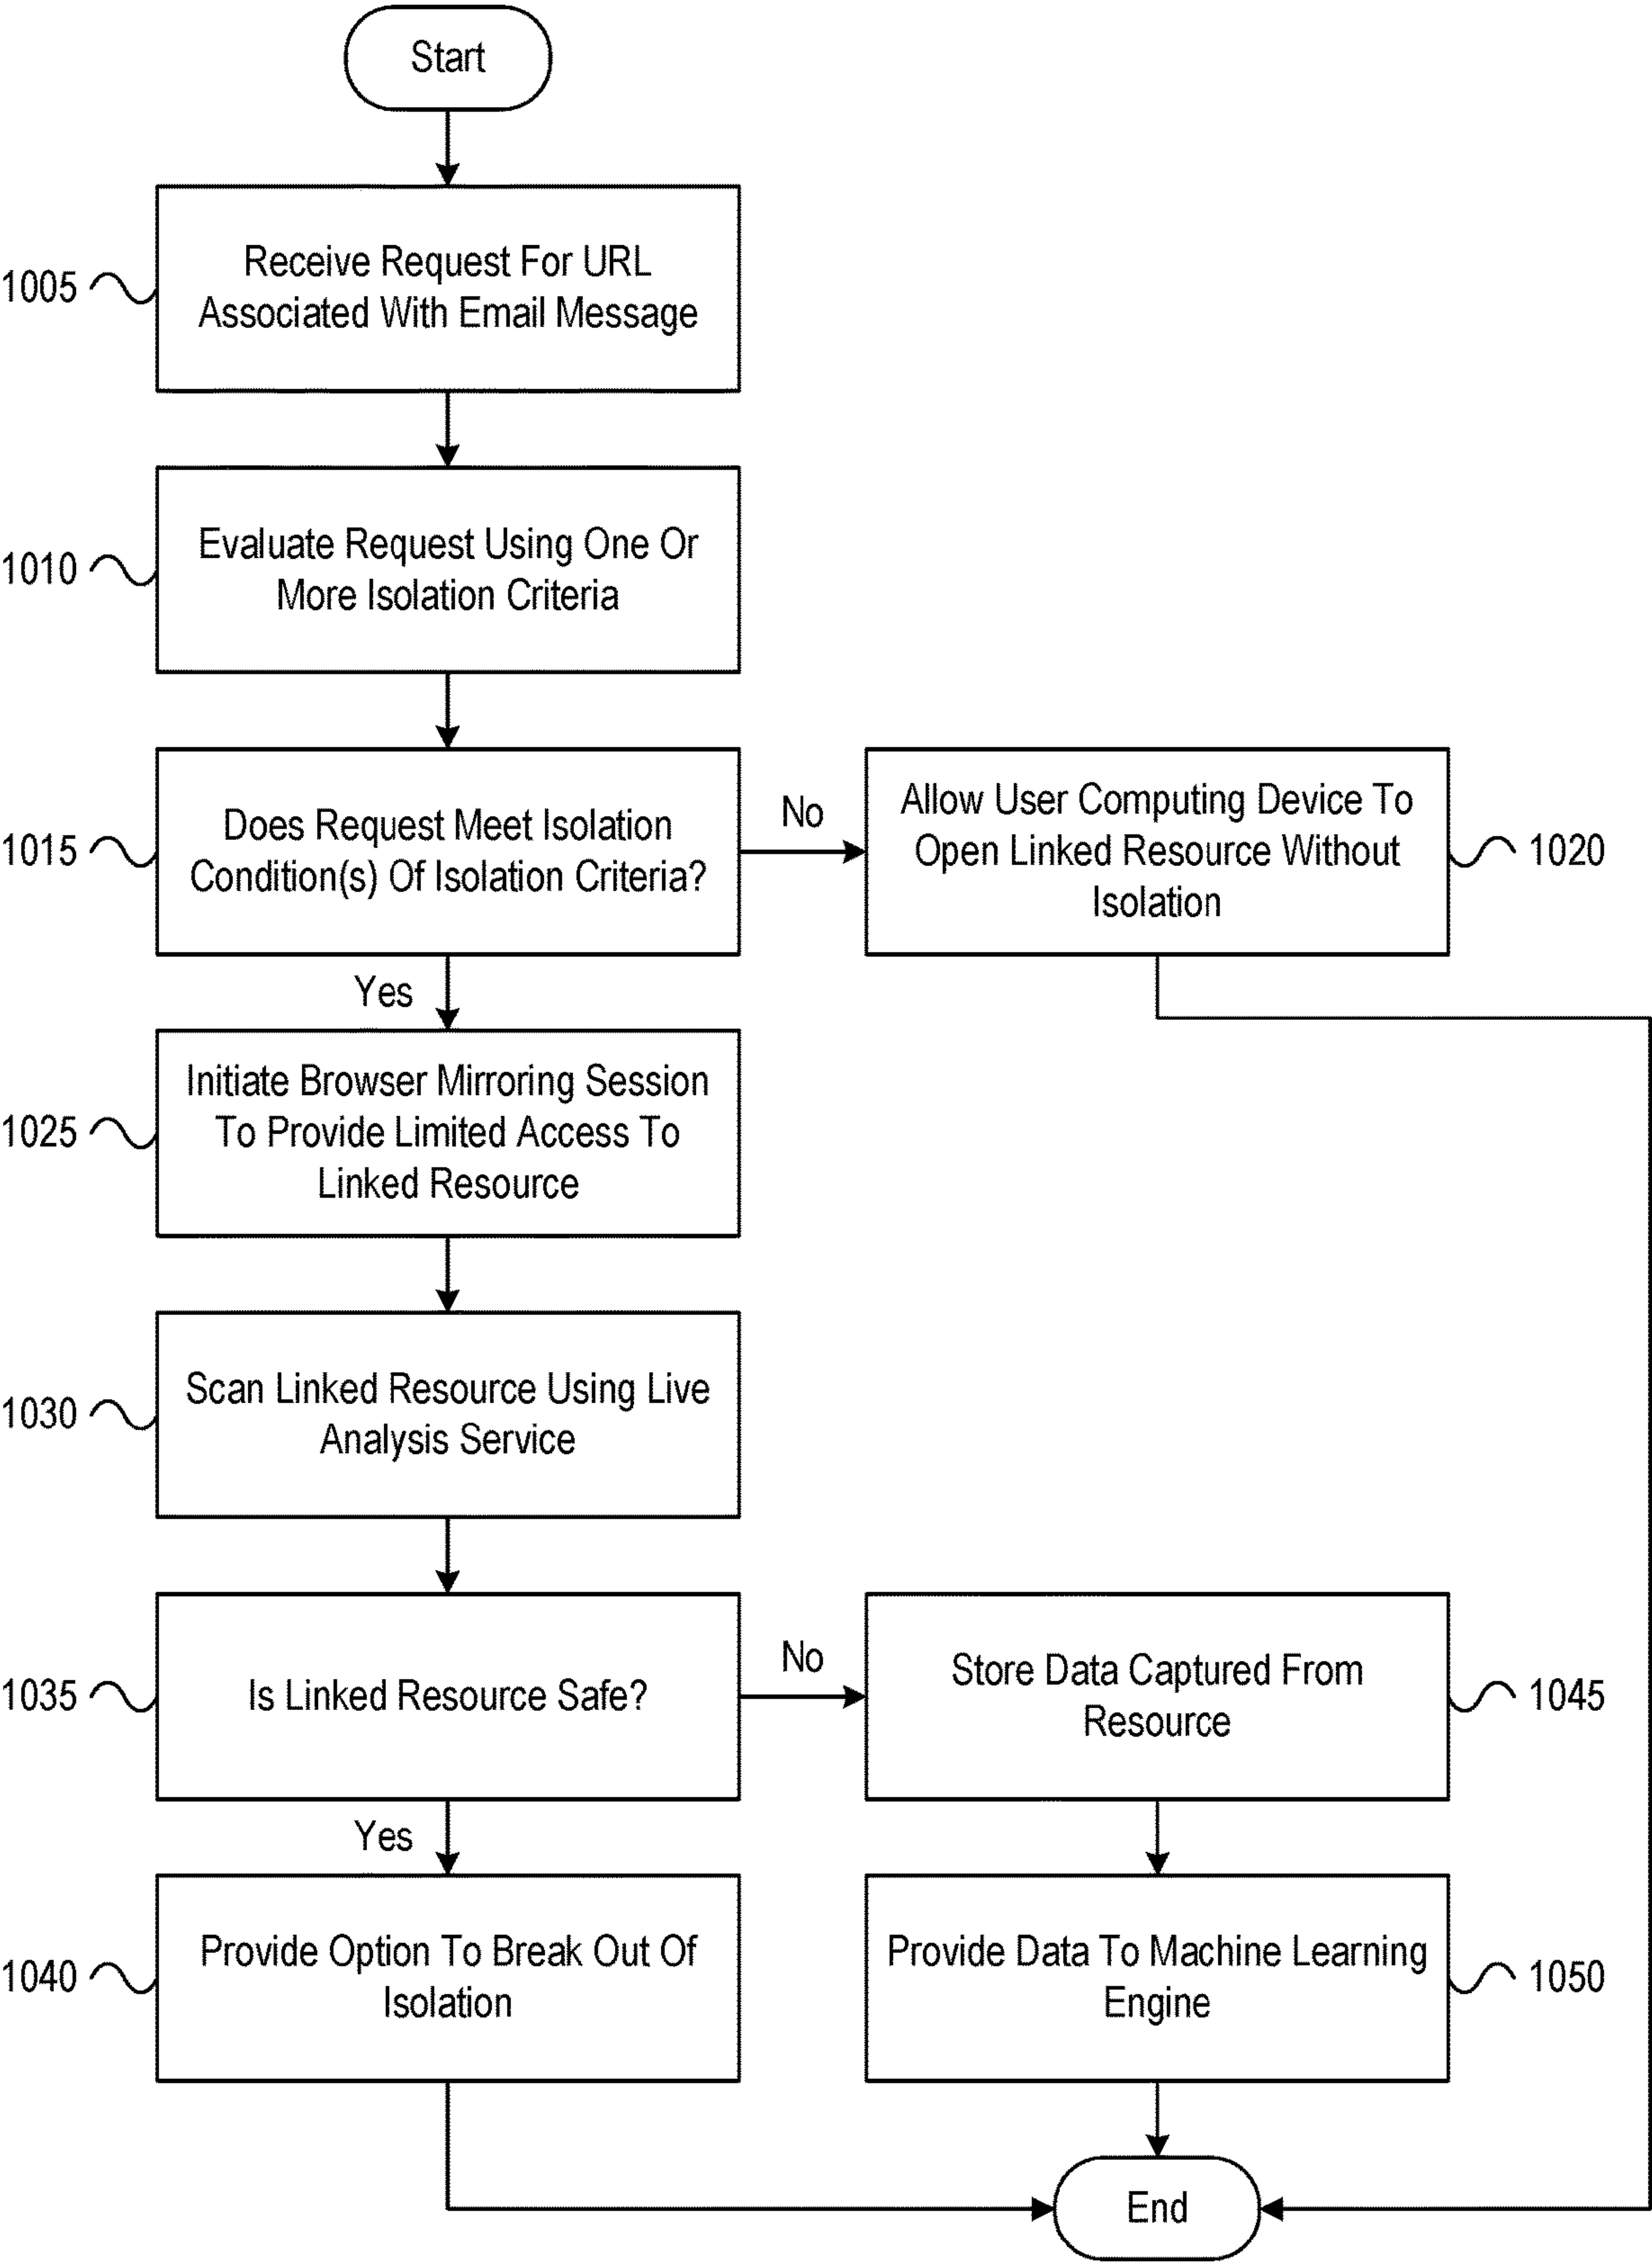 Start
Receive Request For URL
Associated With Email Message
1005
Evaluate Request Using One Or
More Isolation Criteria
1010
Does Request Meet Isolation
Condition(s) Of Isolation Criteria?
1015
No
Allow User Computing Device To
Open Linked Resource Without
Isolation
1020
Yes
Initiate Browser Mirroring Session
To Provide Limited Access To
Linked Resource
1025
Scan Linked Resource Using Live
Analysis Service
1030
Is Linked Resource Safe?
1035
No
Store Data Captured From
Resource
1045
Yes
Provide Option To Break Out Of
Isolation
1040
Provide Data To Machine Learning
Engine
1050
End